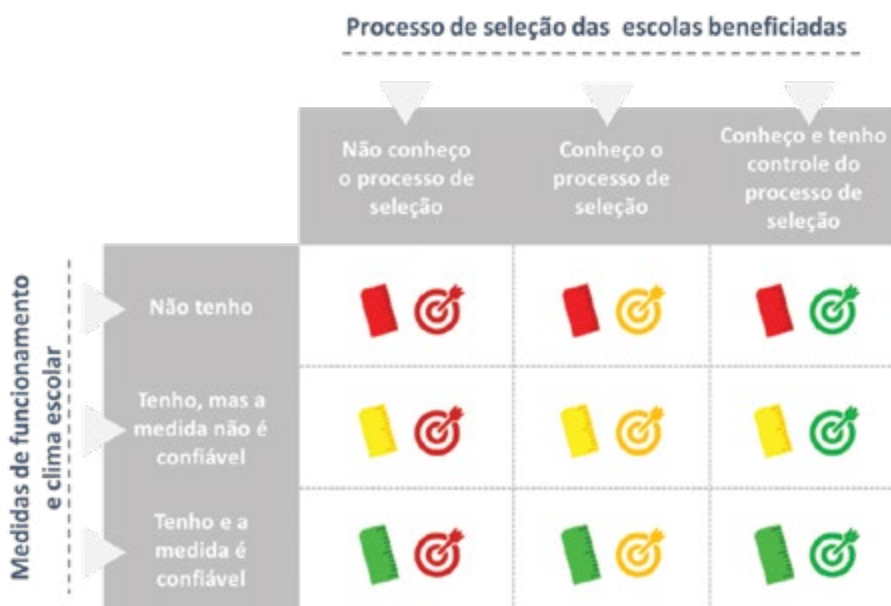 Processo de seleção das escolas beneficiadas
Não conheço
o processo de
seleção
Conheço o
processo de
seleção
Conheço e tenho
controle do
processo de
seleção
Medidas de funcionamento
e clima escolar
Não tenho
Tenho, mas a
medida não é
confiável
Tenho e a
medida é
confiável